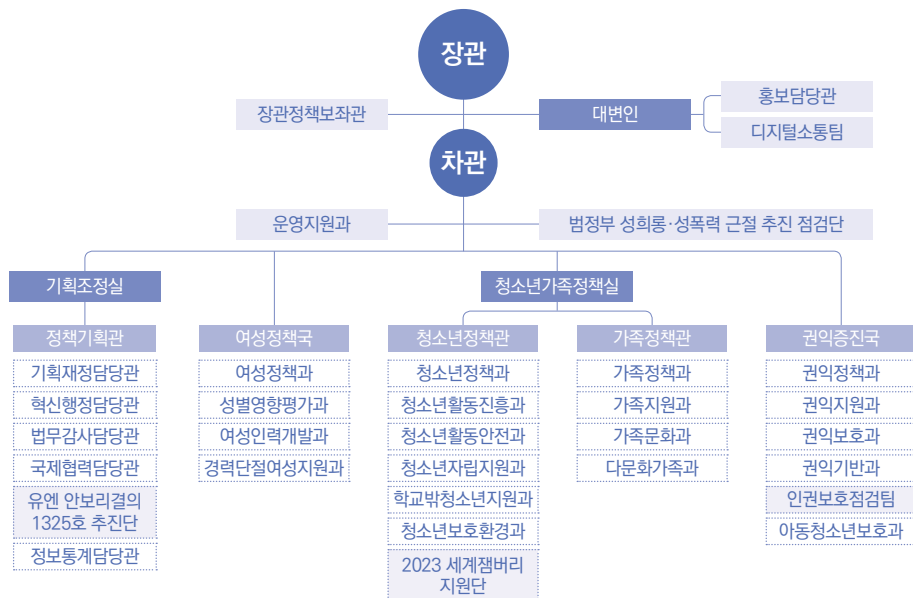 장관
장관정책보좌관
대변인
홍보담당관
디지털소통팀
차관
운영지원과
범정부 성희롱·성폭력 근절 추진 점검단
기획조정실
청소년가족정책실
정책기획관
기획재정담당관
혁신행정담당관
법무감사담당관
국제협력담당관
유엔 안보리결의
1325호 추진단
정보통계담당관
여성정책국
여성정책과
성별영향평가과
여성인력개발과
경력단절여성지원과
청소년정책관
청소년정책과
청소년활동진흥과
청소년활동안전과
청소년자립지원과
학교밖청소년지원과
청소년보호환경과
2023 세계잼버리
지원단
가족정책관
가족정책과
가족지원과
가족문화과
다문화가족과
권익증진국
권익정책과
권익지원과
권익보호과
권익기반과
인권보호점검팀
아동청소년보호과